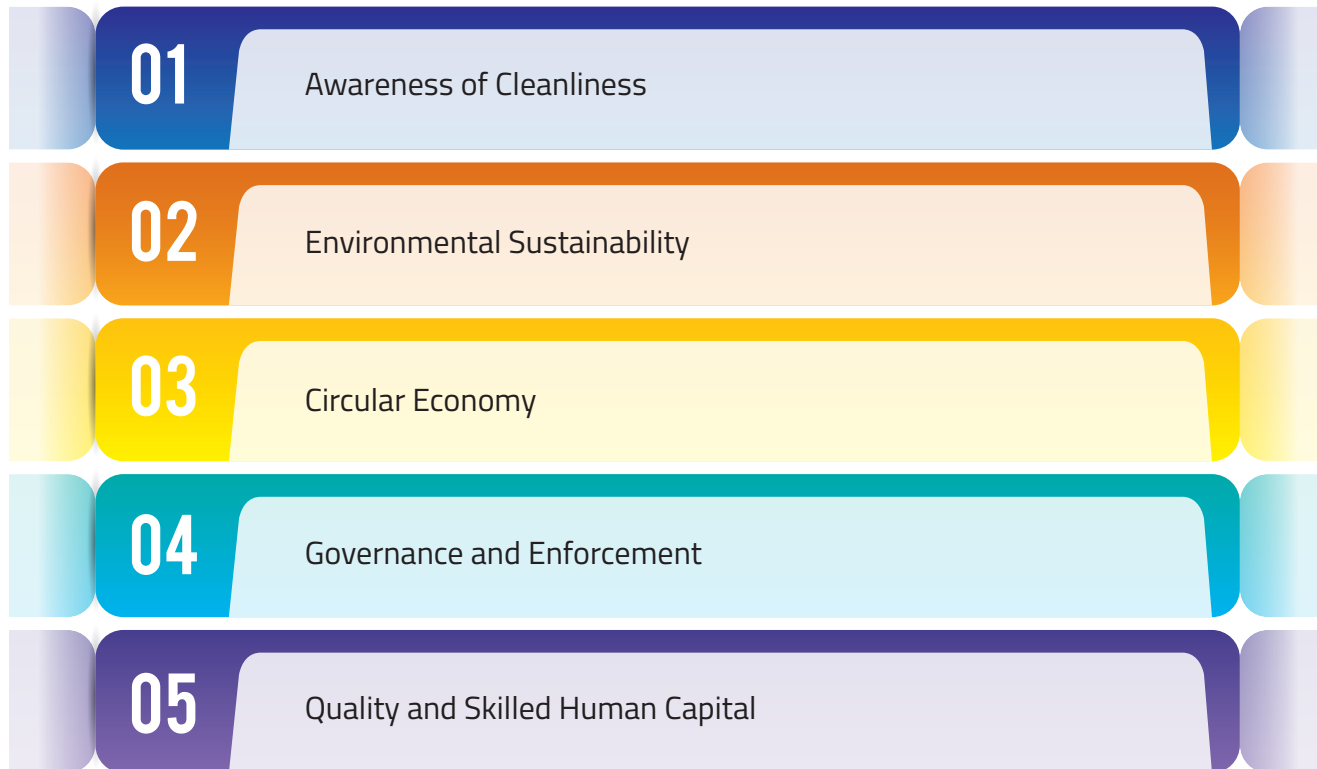 01
Awareness of Cleanliness
02
Environmental Sustainability
03
Circular Economy
04
Governance and Enforcement
05
Quality and Skilled Human Capital